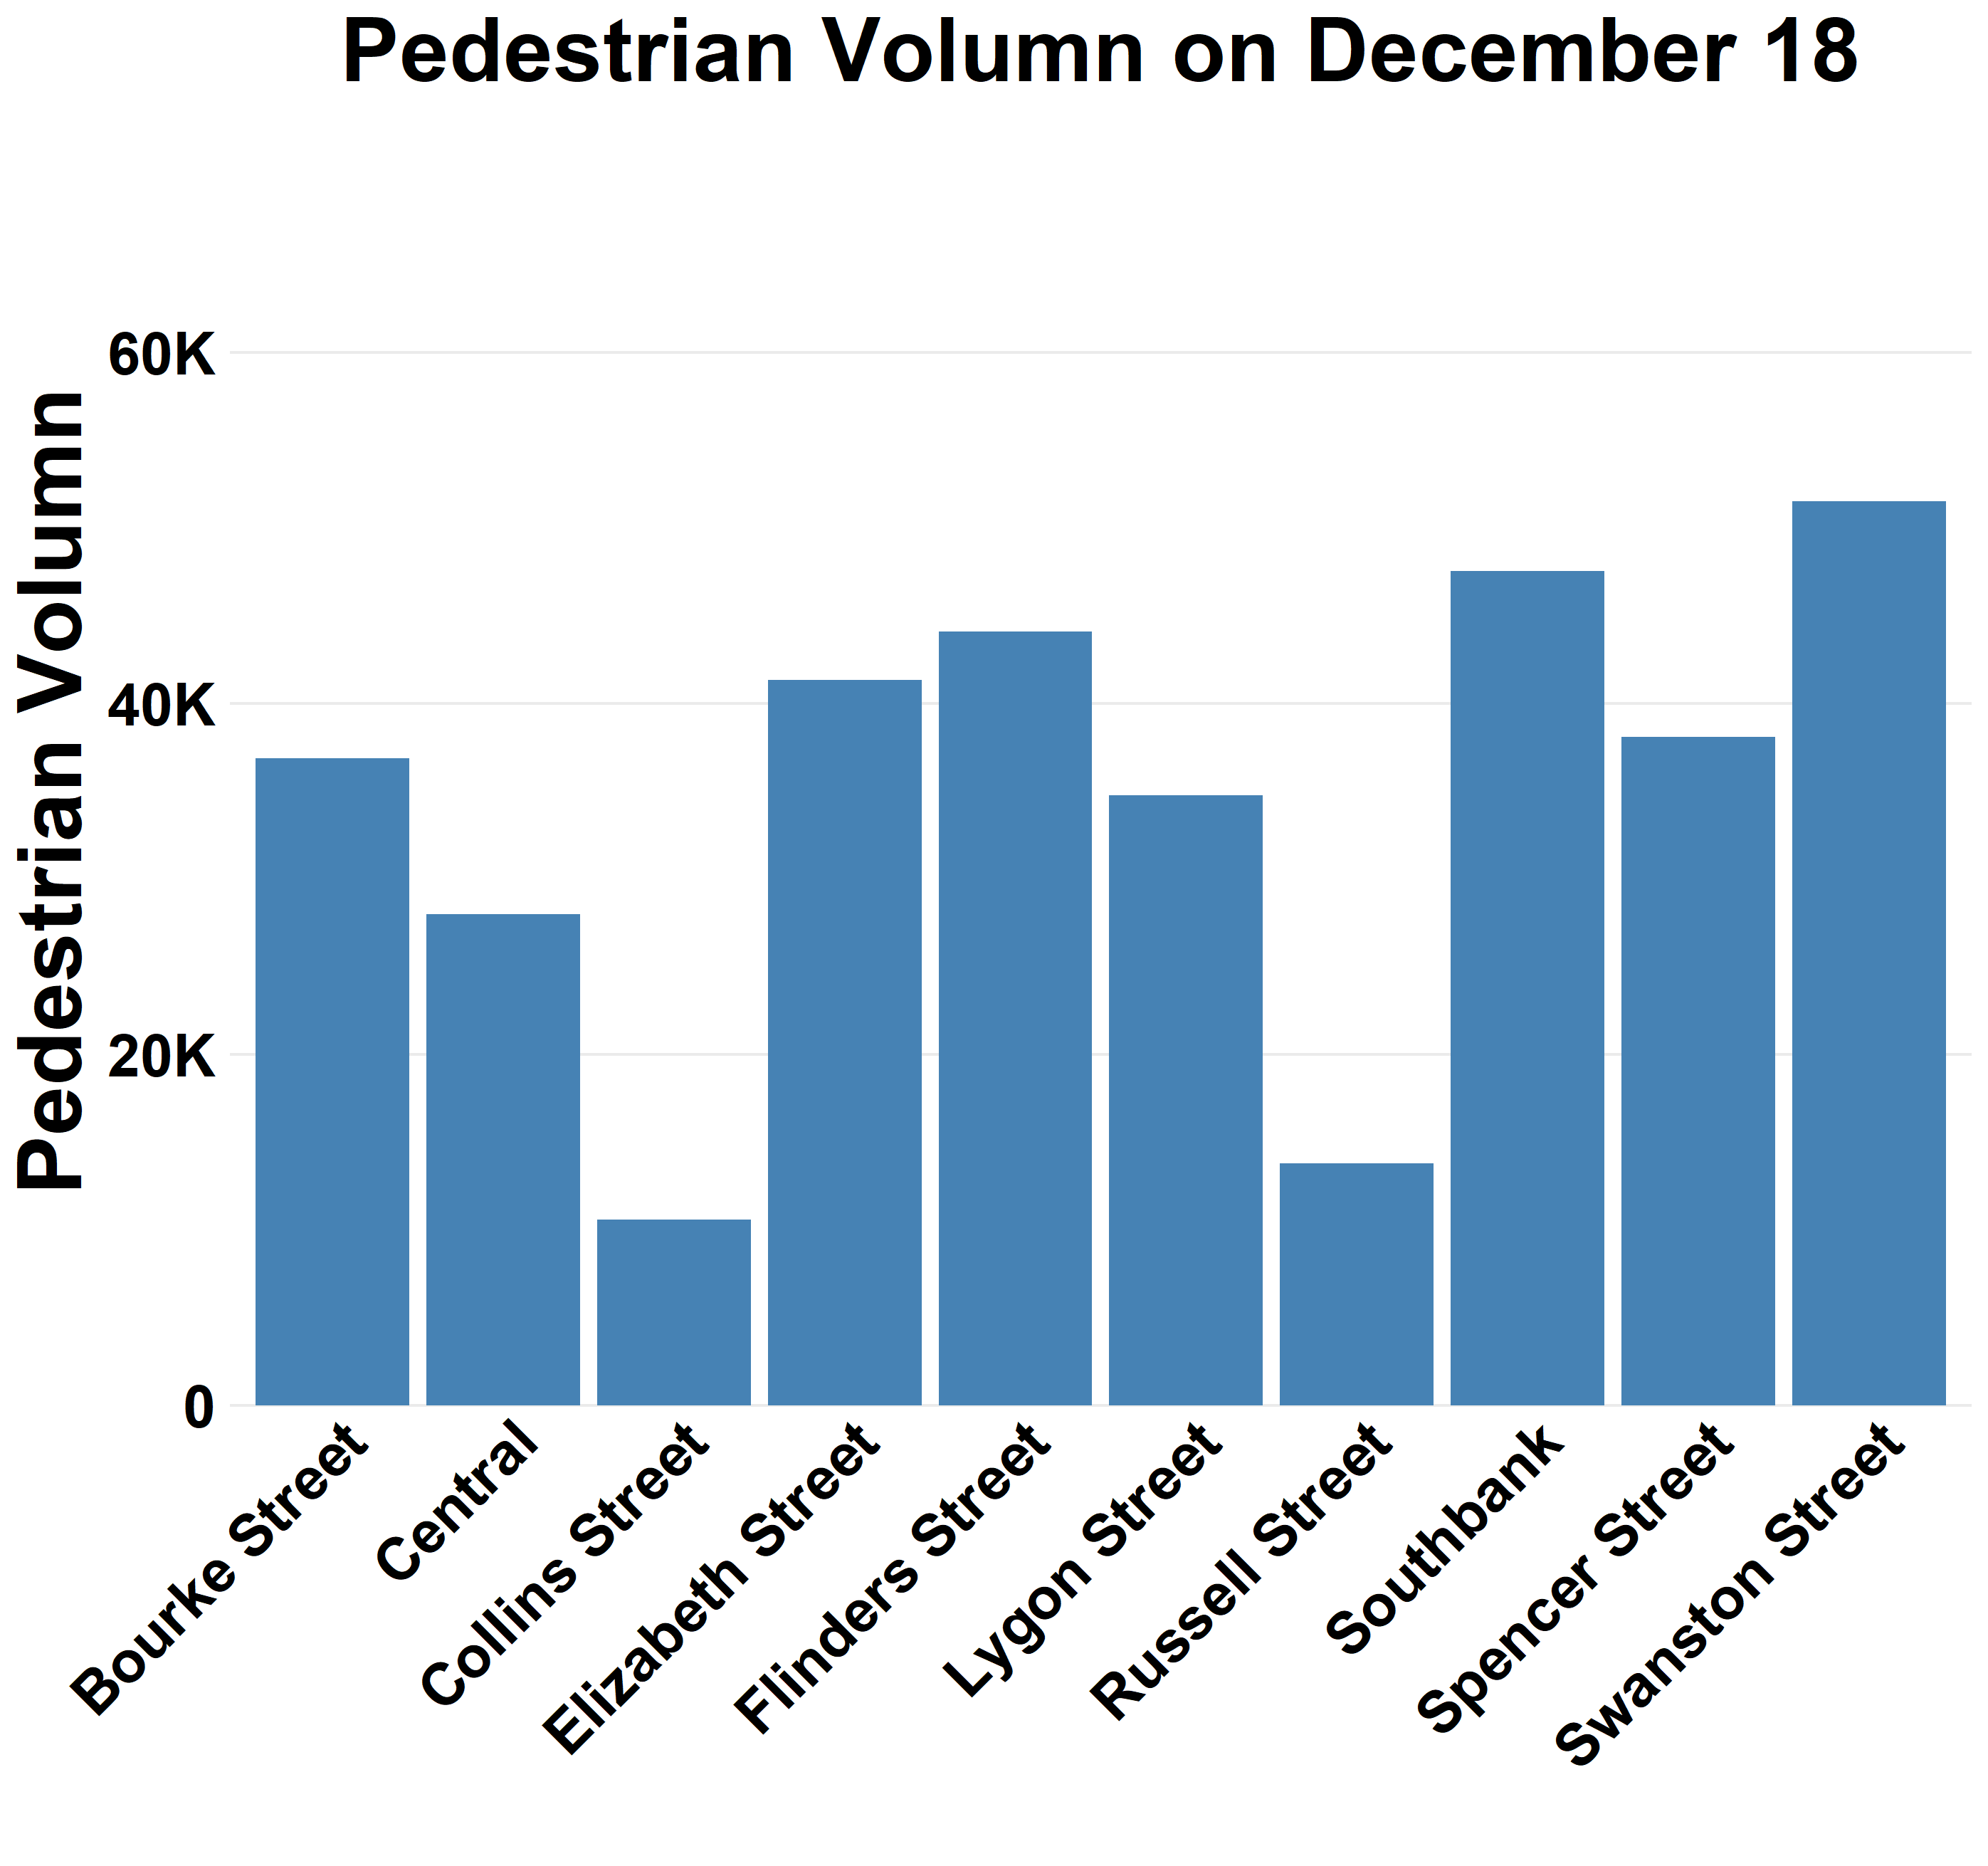 Pedestrian Volumn on December 18
Pedestrian Volumn
60K
40K
20K
0
Bourke Street
Central
Collins Street
Elizabeth Street
Flinders Street
Lygon Street
Russell Street
Southbank
Spencer Street
Swanston Street